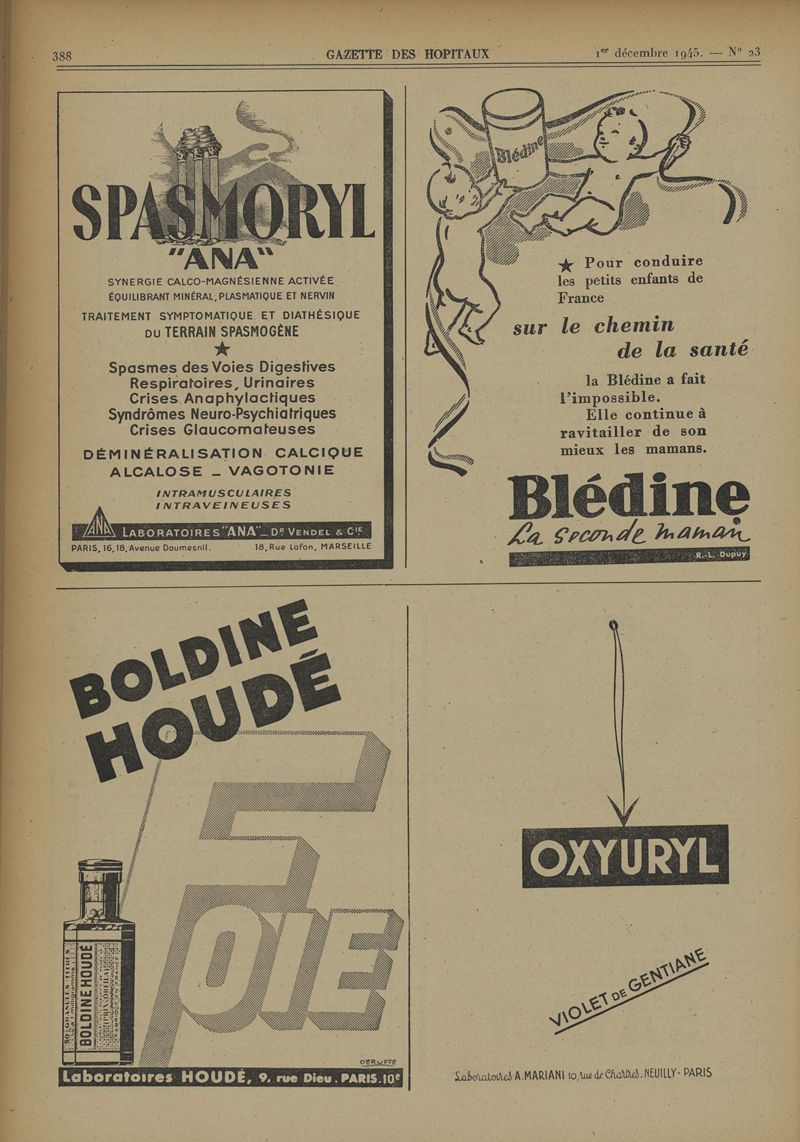 388
GAZETTE DES HOPITAUX
1er décembre 1945. — N° 23
SPASMORYL
"ANA"
SYNERGIE CALCO-MAGNÉSIENNE ACTIVÉE
ÉQUILIBRANT MINÉRAL, PLASMATIQUE ET NERVIN
TRAITEMENT SYMPTOMATIQUE ET DIATHÉSIQUE
DU TERRAIN SPASMOGÈNE
Spasmes des Voies Digestives
Respiratoires, Urinaires
Crises Anaphylactiques
Syndrômes Neuro-Psychiatriques
Crises Glaucomateuses
DÉMINÉRALISATION CALCIQUE
ALCALOSE _ VAGOTONIE
INTRAMUSCULAIRES
INTRAVEINEUSES
ANA LABORATOIRES "ANA" _ Dr VENDEL & Cie
PARIS, 16,18, Avenue Daumesnil. 18, Rue Lafon, MARSEILLE
Blédine
★ Pour conduire
les petits enfants de
France
sur le chemin
de la santé
la Blédine a fait
l'impossible.
Elle continue à
ravitailler de son
mieux les mamans.
Blédine
La seconde maman
R.-L. Dupuy
BOLDINE
HOUDÉ
FOIE
BOLDINE HOUDÉ
DERUFFE
Laboratoires HOUDÉ, 9, rue Dieu. PARIS.10e
OXYURYL
VIOLET DE GENTIANE
Laboratoires A. MARIANI 10, rue de Chartres. NEUILLY - PARIS